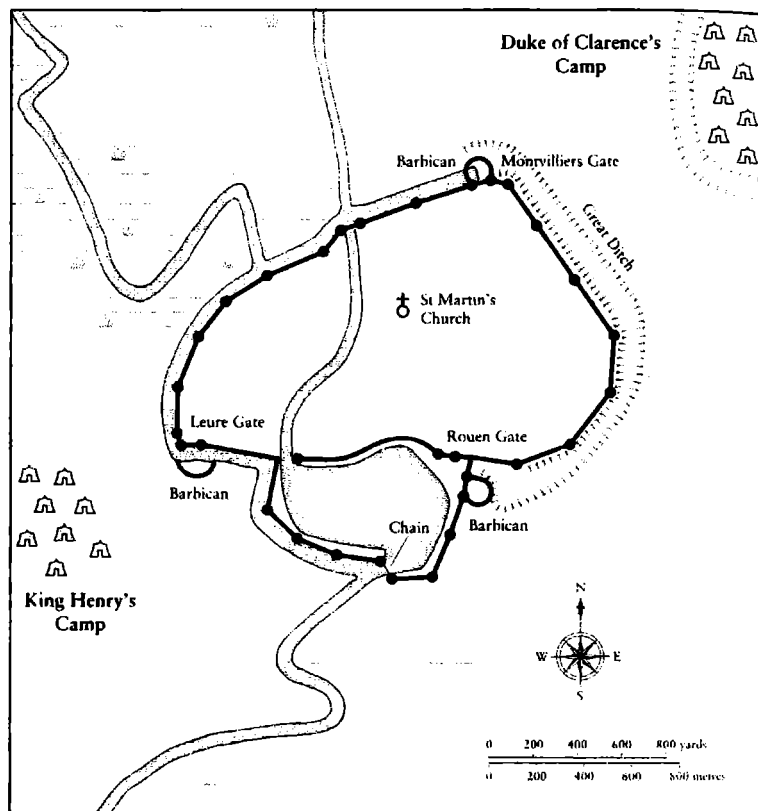 Duke of Clarence's
Camp
Barbican
Montvilliers Gate
Great Ditch
St Martin's
Church
Leure Gate
Rouen Gate
Barbican
Barbican
Chain
King Henry's
Camp
N
W
E
S
0 200 400 600 800 yards
0 200 400 600 800 metres